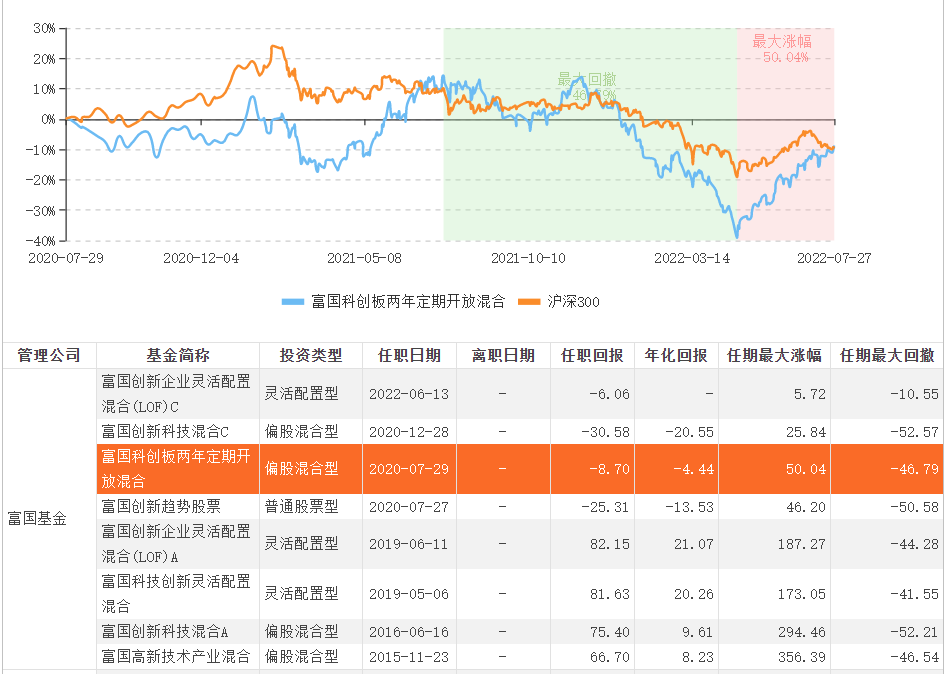 30%
20%
10%
0%
-10%
-20%
-30%
-40%
最大回撤
-46.79%
最大涨幅
50.04%
2020-07-29 2020-12-04 2021-05-08 2021-10-10 2022-03-14 2022-07-27
富国科创板两年定期开放混合 沪深300
管理公司 基金简称 投资类型 任职日期 离职日期 任职回报 年化回报 任期最大涨幅 任期最大回撤
富国基金
富国创新企业灵活配置
混合(LOF)C 灵活配置型 2022-06-13 - -6.06 - 5.72 -10.55
富国创新科技混合C 偏股混合型 2020-12-28 - -30.58 -20.55 25.84 -52.57
富国科创板两年定期开
放混合 偏股混合型 2020-07-29 - -8.70 -4.44 50.04 -46.79
富国创新趋势股票 普通股票型 2020-07-27 - -25.31 -13.53 46.20 -50.58
富国创新企业灵活配置
混合(LOF)A 灵活配置型 2019-06-11 - 82.15 21.07 187.27 -44.28
富国科技创新灵活配置
混合 灵活配置型 2019-05-06 - 81.63 20.26 173.05 -41.55
富国创新科技混合A 偏股混合型 2016-06-16 - 75.40 9.61 294.46 -52.21
富国高新技术产业混合 偏股混合型 2015-11-23 - 66.70 8.23 356.39 -46.54